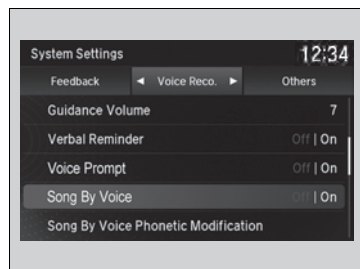 System Settings 12:34
Feedback ◄ Voice Reco. ► Others
Guidance Volume 7
Verbal Reminder Off | On
Voice Prompt Off | On
Song By Voice Off | On
Song By Voice Phonetic Modification